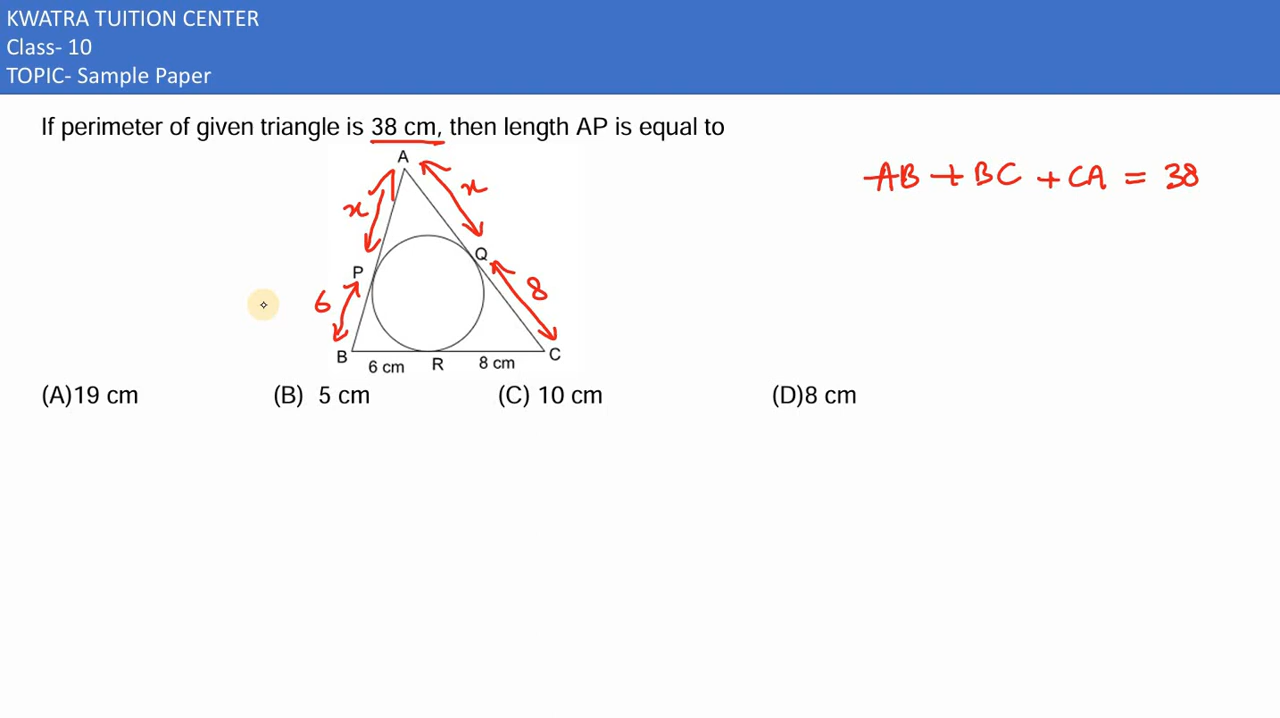 KWATRA TUITION CENTER
Class- 10
TOPIC- Sample Paper
If perimeter of given triangle is 38 cm, then length AP is equal to
AB + BC + CA = 38
A
x
x
Q
P
8
6
B
C
6 cm
R
8 cm
(A)19 cm (B) 5 cm (C) 10 cm (D)8 cm